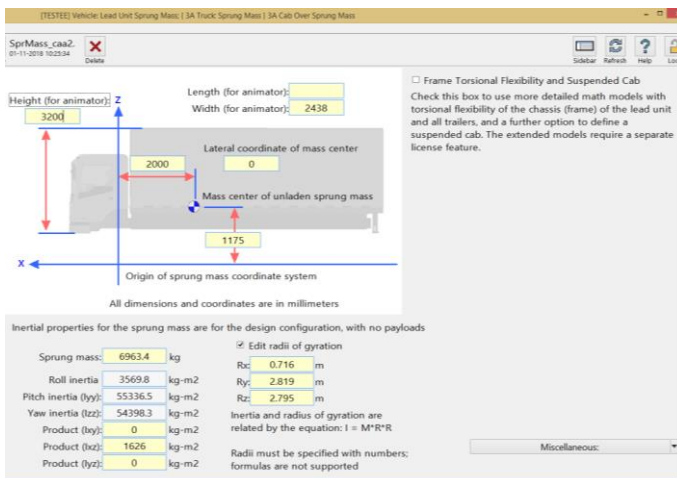 [TESTEE] Vehicle: Lead Unit Sprung Mass; { 3A Truck Sprung Mass } 3A Cab Over Sprung Mass
SprMass_caa2.
01-11-2018 10:25:34
Delete
Sidebar Refresh Help
Height (for animator):
3200
Z
Length (for animator):
Width (for animator): 2438
Lateral coordinate of mass center
2000
0
Mass center of unladen sprung mass
1175
X
Origin of sprung mass coordinate system
All dimensions and coordinates are in millimeters
Frame Torsional Flexibility and Suspended Cab
Check this box to use more detailed math models with
torsional flexibility of the chassis (frame) of the lead unit
and all trailers, and a further option to define a
suspended cab. The extended models require a separate
license feature.
Inertial properties for the sprung mass are for the design configuration, with no payloads
Sprung mass: 6963.4 kg
Roll inertia 3569.8 kg-m2
Pitch inertia (Iyy): 55336.5 kg-m2
Yaw inertia (Izz): 54398.3 kg-m2
Product (Ixy): 0 kg-m2
Product (Ixz): 1626 kg-m2
Product (Iyz): 0 kg-m2
Edit radii of gyration
Rx: 0.716 m
Ry: 2.819 m
Rz: 2.795 m
Inertia and radius of gyration are
related by the equation: I = M*R*R
Radii must be specified with numbers;
formulas are not supported
Miscellaneous: